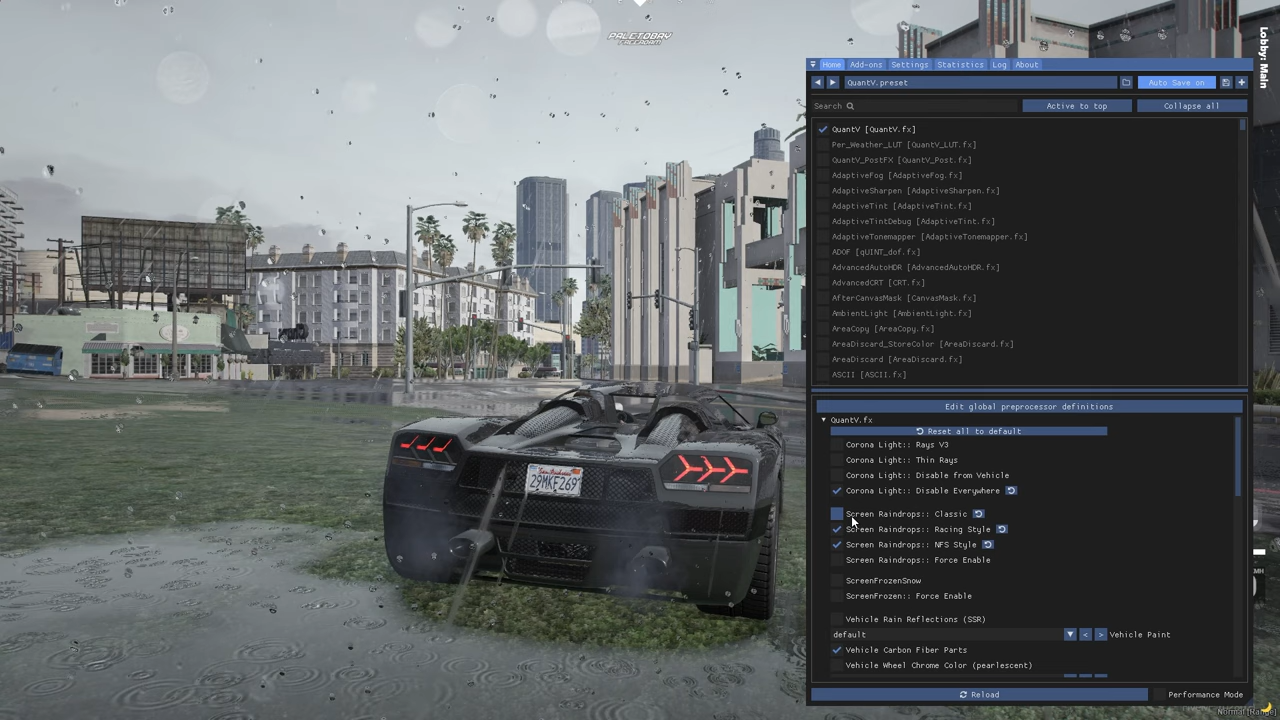 PALETOBAY
Lobby: Main
29MKE269
Home Add-ons Settings Statistics Log About
QuantV.preset
Auto Save on
Search
Active to top
Collapse all
QuantV [QuantV.fx]
Per_Weather_LUT [QuantV_LUT.fx]
QuantV_PostFX [QuantV_Post.fx]
AdaptiveFog [AdaptiveFog.fx]
AdaptiveSharpen [AdaptiveSharpen.fx]
AdaptiveTint [AdaptiveTint.fx]
AdaptiveTintDebug [AdaptiveTint.fx]
AdaptiveTonemapper [AdaptiveTonemapper.fx]
ADOF [qUINT_dof.fx]
AdvancedAutoHDR [AdvancedAutoHDR.fx]
AdvancedCRT [CRT.fx]
AfterCanvasMask [CanvasMask.fx]
AmbientLight [AmbientLight.fx]
AreaCopy [AreaCopy.fx]
AreaDiscard_StoreColor [AreaDiscard.fx]
AreaDiscard [AreaDiscard.fx]
ASCII [ASCII.fx]
Edit global preprocessor definitions
QuantV.fx
Reset all to default
Corona Light:: Rays V3
Corona Light:: Thin Rays
Corona Light:: Disable from Vehicle
Corona Light:: Disable Everywhere
Screen Raindrops:: Classic
Screen Raindrops:: Racing Style
Screen Raindrops:: NFS Style
Screen Raindrops:: Force Enable
ScreenFrozenSnow
ScreenFrozen:: Force Enable
Vehicle Rain Reflections (SSR)
default < > Vehicle Paint
Vehicle Carbon Fiber Parts
Vehicle Wheel Chrome Color (pearlescent)
Reload
Performance Mode
Normal [Range]